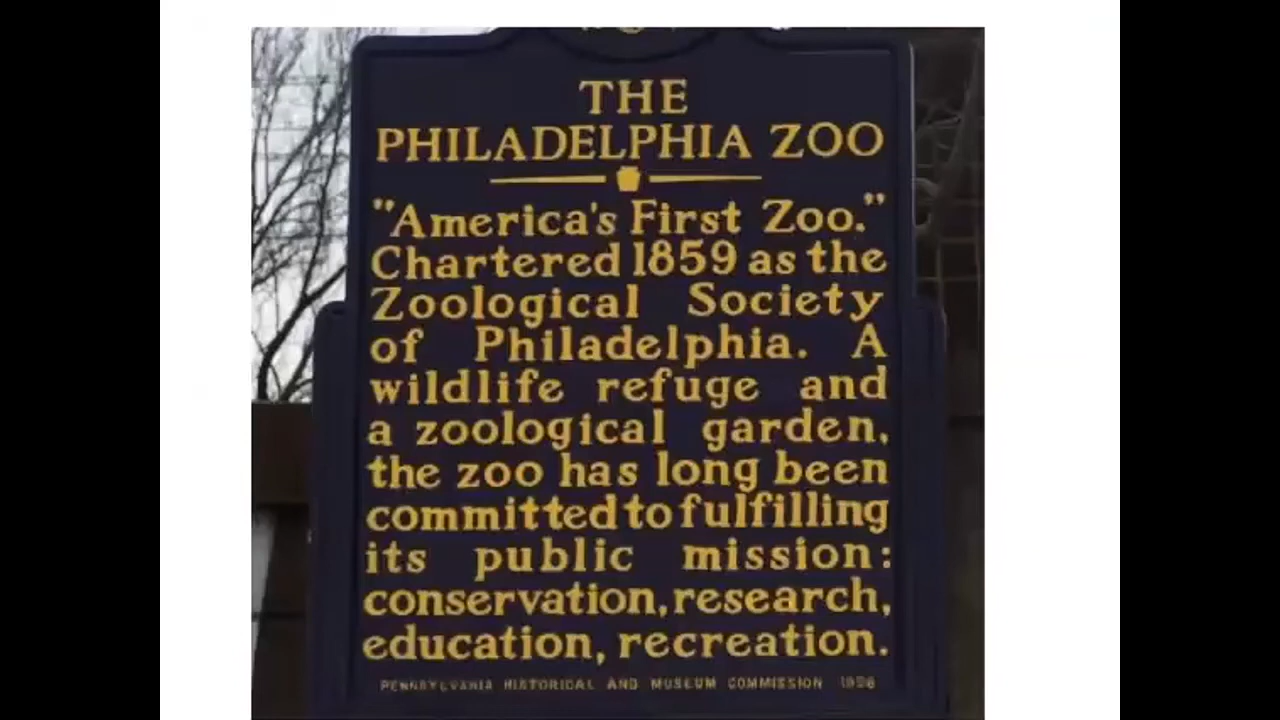 THE
PHILADELPHIA ZOO
"America's First Zoo."
Chartered 1859 as the
Zoological Society
of Philadelphia. A
wildlife refuge and
a zoological garden,
the zoo has long been
committed to fulfilling
its public mission:
conservation, research,
education, recreation.
PENNSYLVANIA HISTORICAL AND MUSEUM COMMISSION